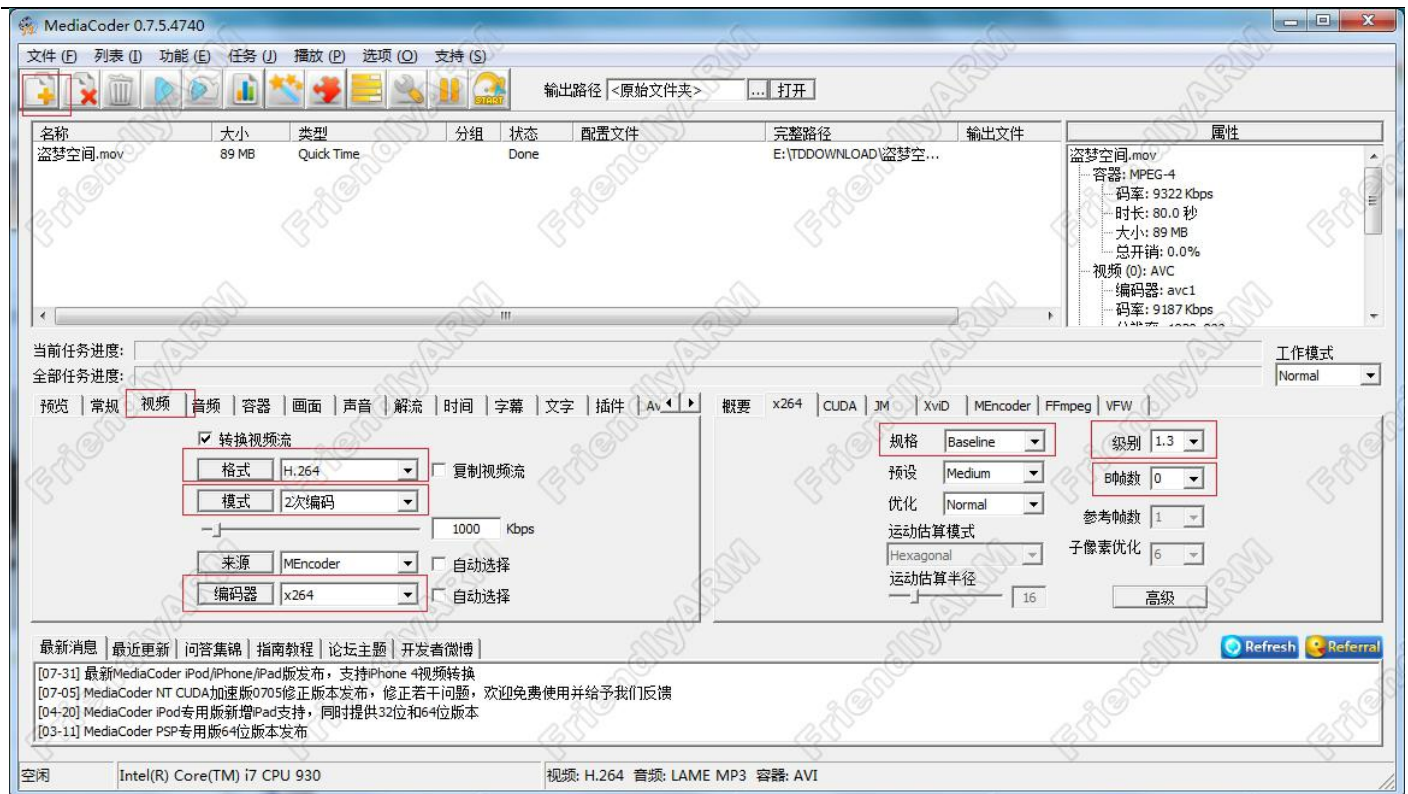 MediaCoder 0.7.5.4740
文件 (F) 列表 (I) 功能 (E) 任务 (J) 播放 (P) 选项 (O) 支持 (S)
START 输出路径 <原始文件夹> ... 打开
名称 大小 类型 分组 状态 配置文件 完整路径 输出文件 属性
盗梦空间.mov 89 MB Quick Time Done E:\TDDOWNLOAD\盗梦空...
盗梦空间.mov
容器: MPEG-4
码率: 9322 Kbps
时长: 80.0 秒
大小: 89 MB
总开销: 0.0%
视频 (0): AVC
编码器: avc1
码率: 9187 Kbps
当前任务进度:
全部任务进度:
工作模式
Normal
预览 常规 视频 音频 容器 画面 声音 解流 时间 字幕 文字 插件
转换视频流
格式 H.264 复制视频流
模式 2次编码
1000 Kbps
来源 MEncoder 自动选择
编码器 x264 自动选择
概要 x264 CUDA JM XviD MEncoder FFmpeg VFW
规格 Baseline 级别 1.3
预设 Medium B帧数 0
优化 Normal 参考帧数 1
运动估算模式 子像素优化 6
Hexagonal
运动估算半径
16 高级
最新消息 最近更新 问答集锦 指南教程 论坛主题 开发者微博 Refresh Referral
[07-31] 最新MediaCoder iPod/iPhone/iPad版发布，支持iPhone 4视频转换
[07-05] MediaCoder NT CUDA加速版0705修正版本发布，修正若干问题，欢迎免费使用并给予我们反馈
[04-20] MediaCoder iPod专用版新增iPad支持，同时提供32位和64位版本
[03-11] MediaCoder PSP专用版64位版本发布
空闲 Intel(R) Core(TM) i7 CPU 930 视频: H.264 音频: LAME MP3 容器: AVI
FriendlyARM